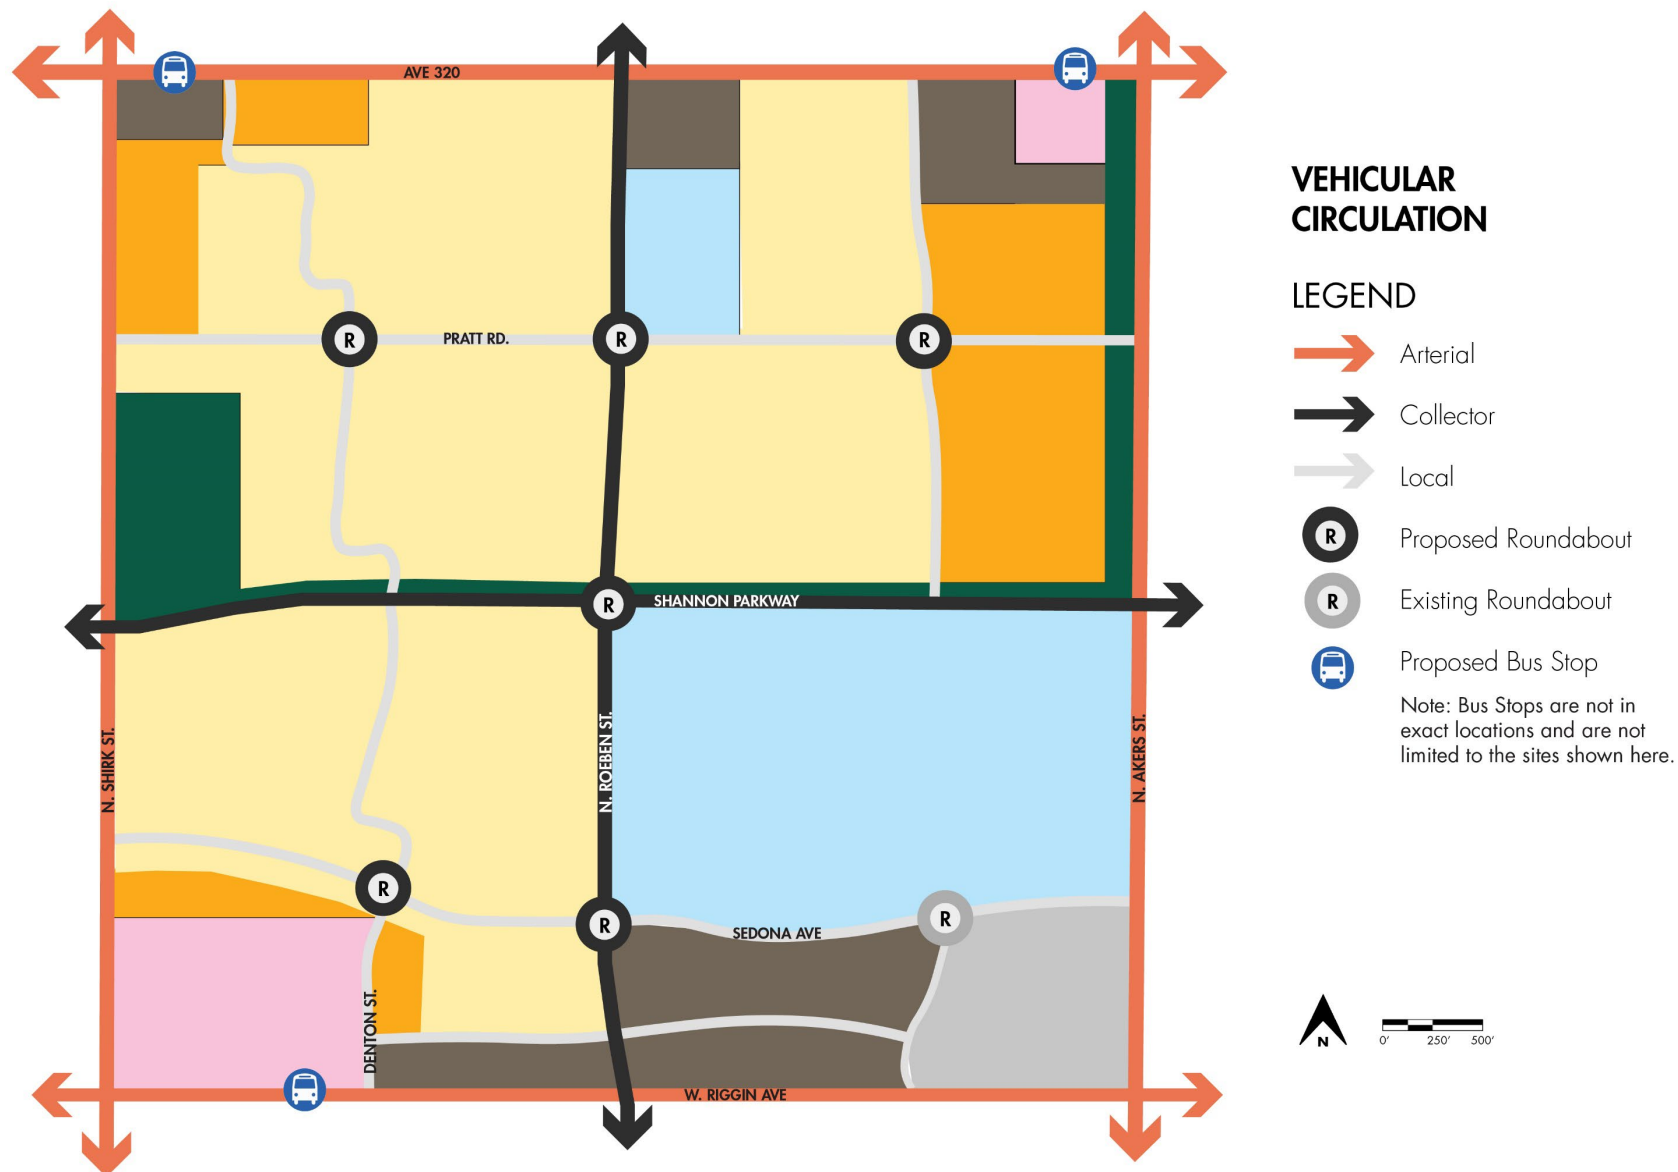 AVE 320
VEHICULAR
CIRCULATION
LEGEND
R
PRATT RD.
R
R
Arterial
Collector
Local
R
Proposed Roundabout
R
SHANNON PARKWAY
R
Existing Roundabout
Proposed Bus Stop
Note: Bus Stops are not in
exact locations and are not
limited to the sites shown here.
N. SHIRK ST.
N. ROEBEN ST.
N. AKERS ST.
R
R
SEDONA AVE
R
DENTON ST.
W. RIGGIN AVE
N
0' 250' 500'